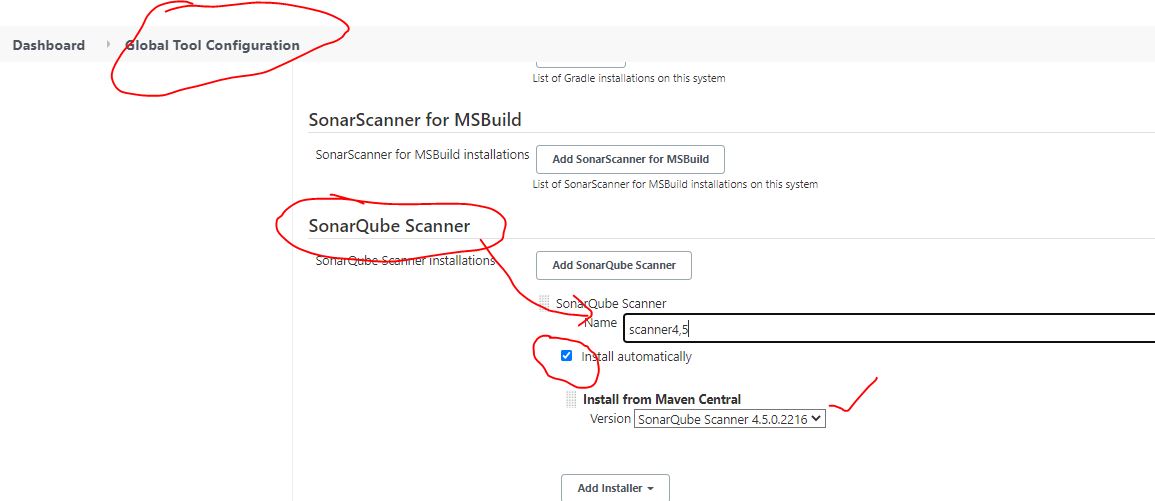 Dashboard Global Tool Configuration
List of Gradle installations on this system
SonarScanner for MSBuild
SonarScanner for MSBuild installations Add SonarScanner for MSBuild
List of SonarScanner for MSBuild installations on this system
SonarQube Scanner
SonarQube Scanner installations Add SonarQube Scanner
SonarQube Scanner
Name scanner4,5
Install automatically
Install from Maven Central
Version SonarQube Scanner 4.5.0.2216
Add Installer